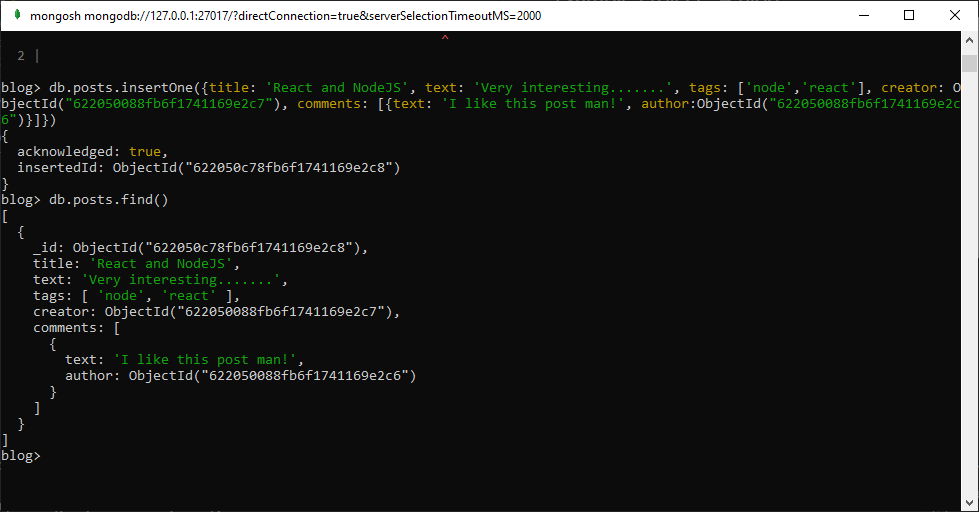 mongosh mongodb://127.0.0.1:27017/?directConnection=true&serverSelectionTimeoutMS=2000
^
2 |
blog> db.posts.insertOne({title: 'React and NodeJS', text: 'Very interesting.......', tags: ['node','react'], creator: O
bjectId("622050088fb6f1741169e2c7"), comments: [{text: 'I like this post man!', author:ObjectId("622050088fb6f1741169e2c
6")}]})
{
  acknowledged: true,
  insertedId: ObjectId("622050c78fb6f1741169e2c8")
}
blog> db.posts.find()
[
  {
    _id: ObjectId("622050c78fb6f1741169e2c8"),
    title: 'React and NodeJS',
    text: 'Very interesting.......',
    tags: [ 'node', 'react' ],
    creator: ObjectId("622050088fb6f1741169e2c7"),
    comments: [
      {
        text: 'I like this post man!',
        author: ObjectId("622050088fb6f1741169e2c6")
      }
    ]
  }
]
blog>